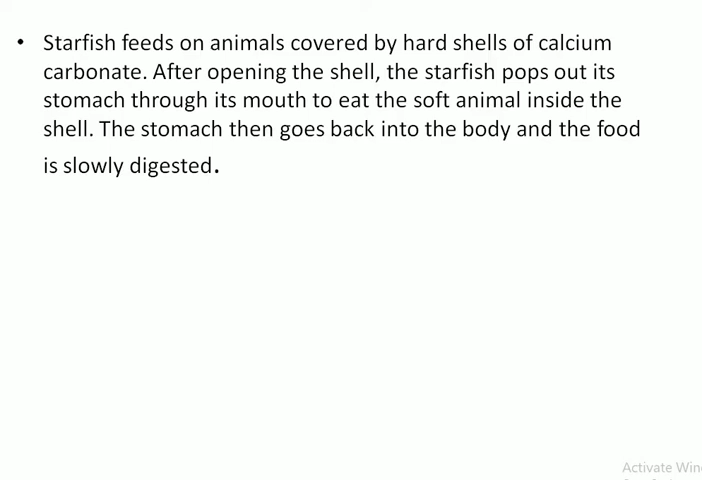 • Starfish feeds on animals covered by hard shells of calcium
carbonate. After opening the shell, the starfish pops out its
stomach through its mouth to eat the soft animal inside the
shell. The stomach then goes back into the body and the food
is slowly digested.
Activate Win